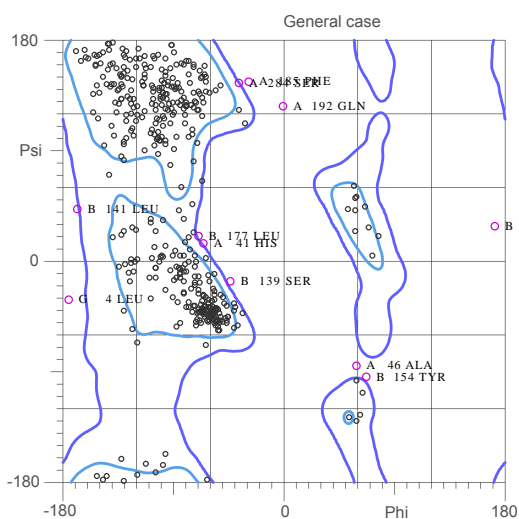 General case
180
A 185 PHE
A 284 SER
A 192 GLN
Psi
B 141 LEU
B
B 177 LEU
A 41 HIS
0
B 139 SER
G 4 LEU
A 46 ALA
B 154 TYR
-180
-180
0
Phi
180